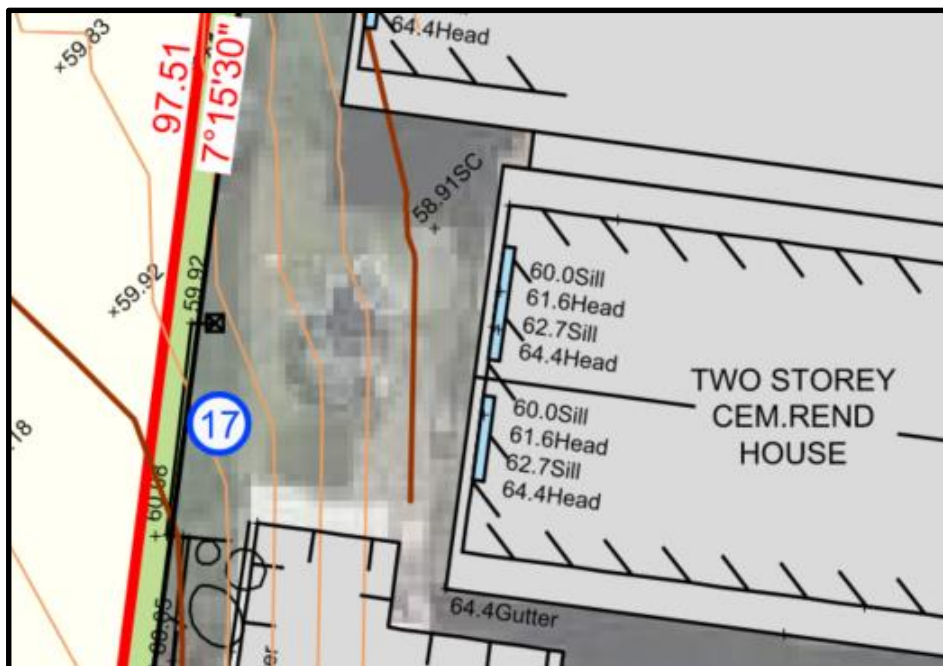 64.4Head
×59.83
97.51
7°15'30"
58.91SC
×59.92
59.92
60.0Sill
61.6Head
62.7Sill
64.4Head
TWO STOREY
CEM.REND
HOUSE
17
60.0Sill
61.6Head
62.7Sill
64.4Head
.18
64.4Gutter
er